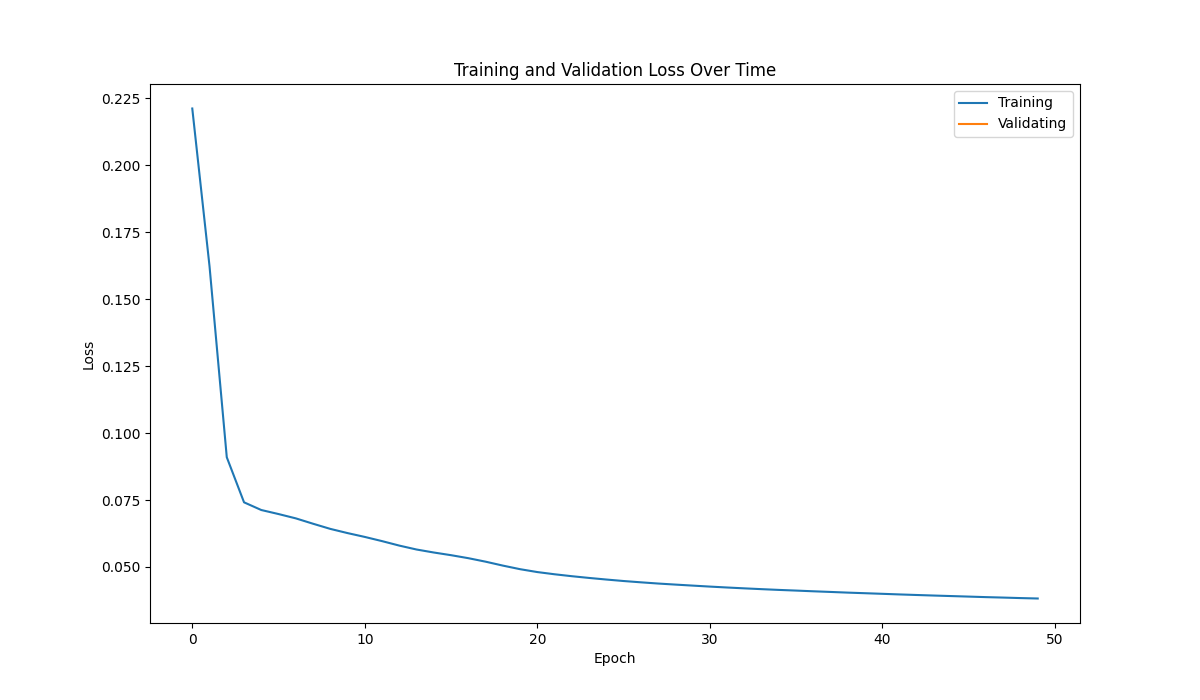 Training and Validation Loss Over Time
Training
Validating
0.225
0.200
0.175
0.150
0.125
0.100
0.075
0.050
Loss
0 10 20 30 40 50
Epoch